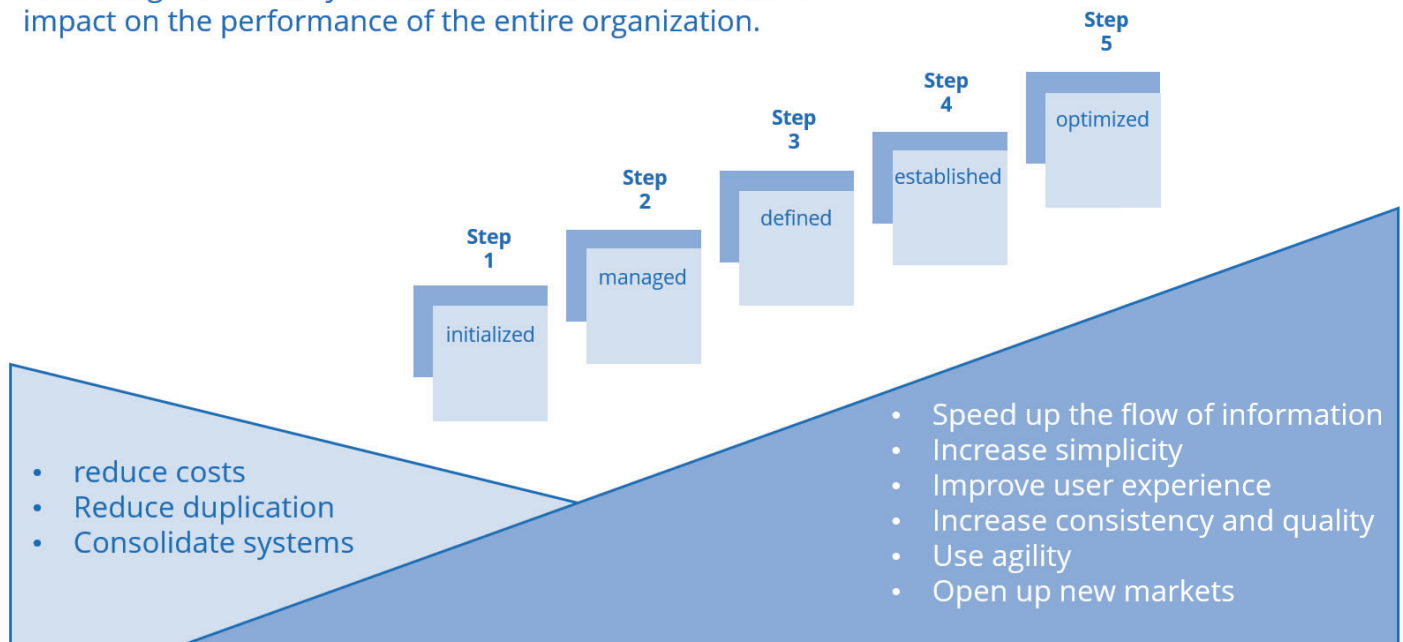 impact on the performance of the entire organization.
Step
5
Step
4
Step
3
Step
2
Step
1
optimized
established
defined
managed
initialized
• reduce costs
• Reduce duplication
• Consolidate systems
• Speed up the flow of information
• Increase simplicity
• Improve user experience
• Increase consistency and quality
• Use agility
• Open up new markets